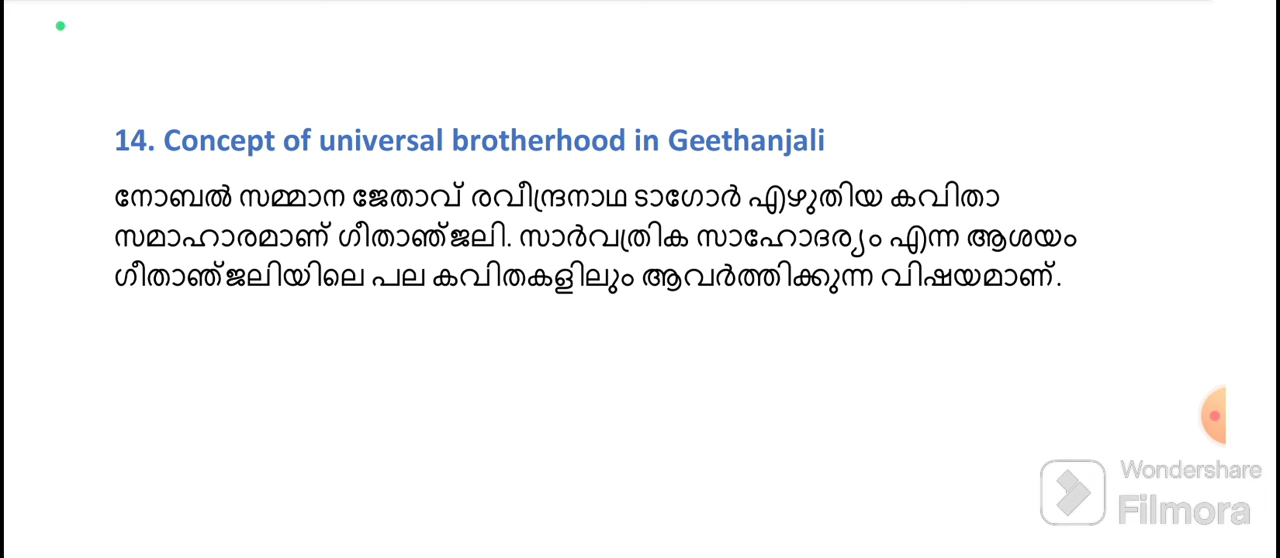 14. Concept of universal brotherhood in Geethanjali
നോബൽ സമ്മാന ജേതാവ് രവീന്ദ്രനാഥ ടാഗോർ എഴുതിയ കവിതാ
സമാഹാരമാണ് ഗീതാഞ്ജലി. സാർവത്രിക സാഹോദര്യം എന്ന ആശയം
ഗീതാഞ്ജലിയിലെ പല കവിതകളിലും ആവർത്തിക്കുന്ന വിഷയമാണ്.
Wondershare
Filmora